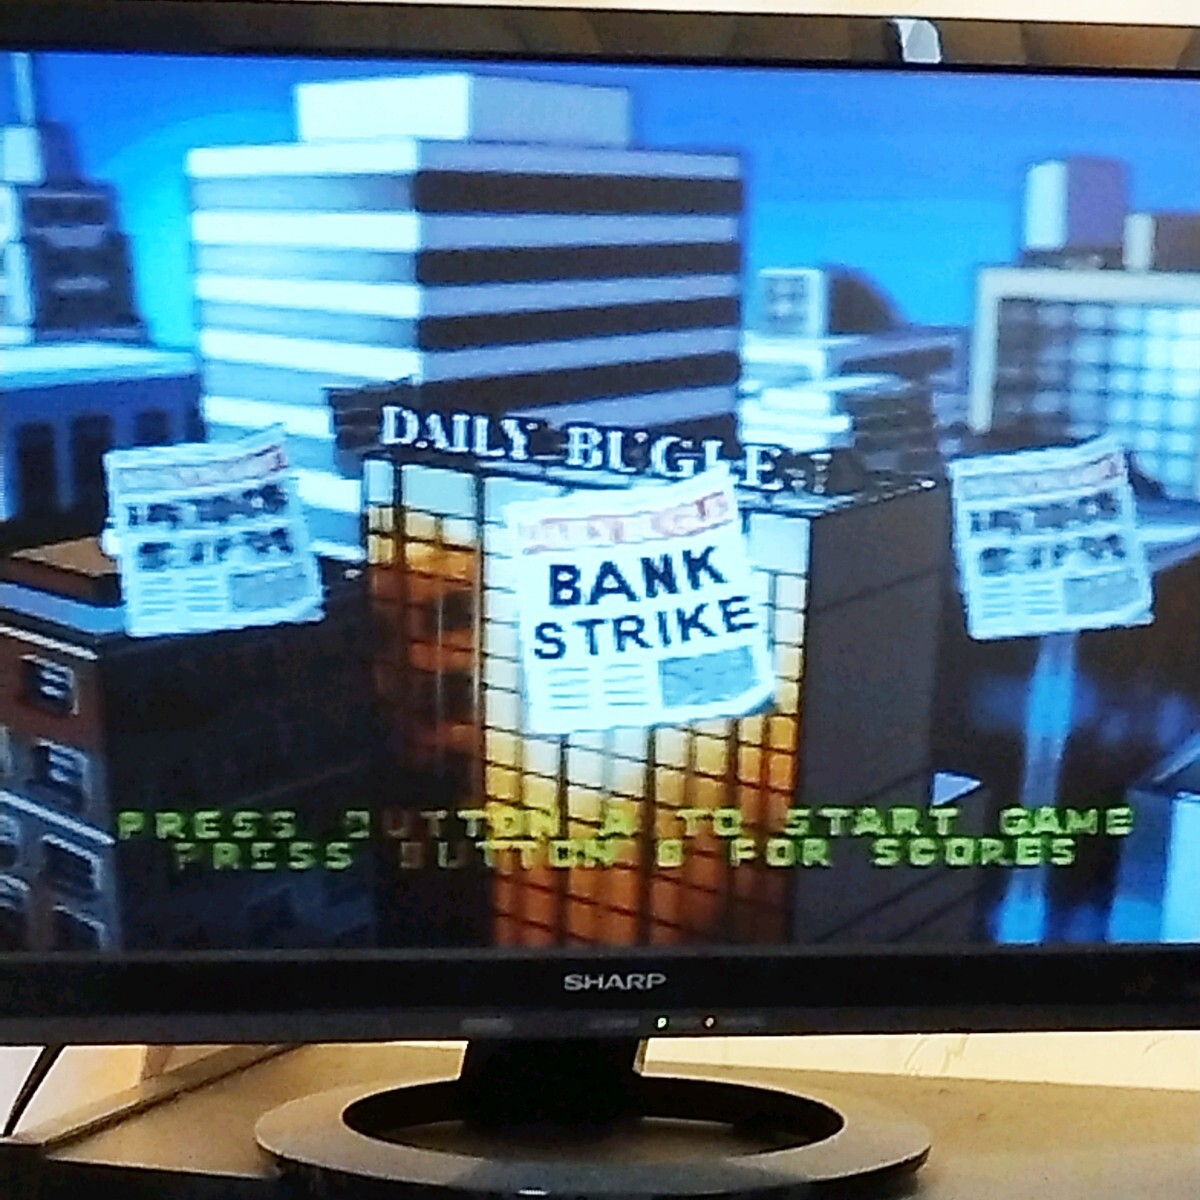 DAILY BUGLE
BANK
STRIKE
PRESS BUTTON A TO START GAME
PRESS BUTTON B FOR SCORES
SHARP